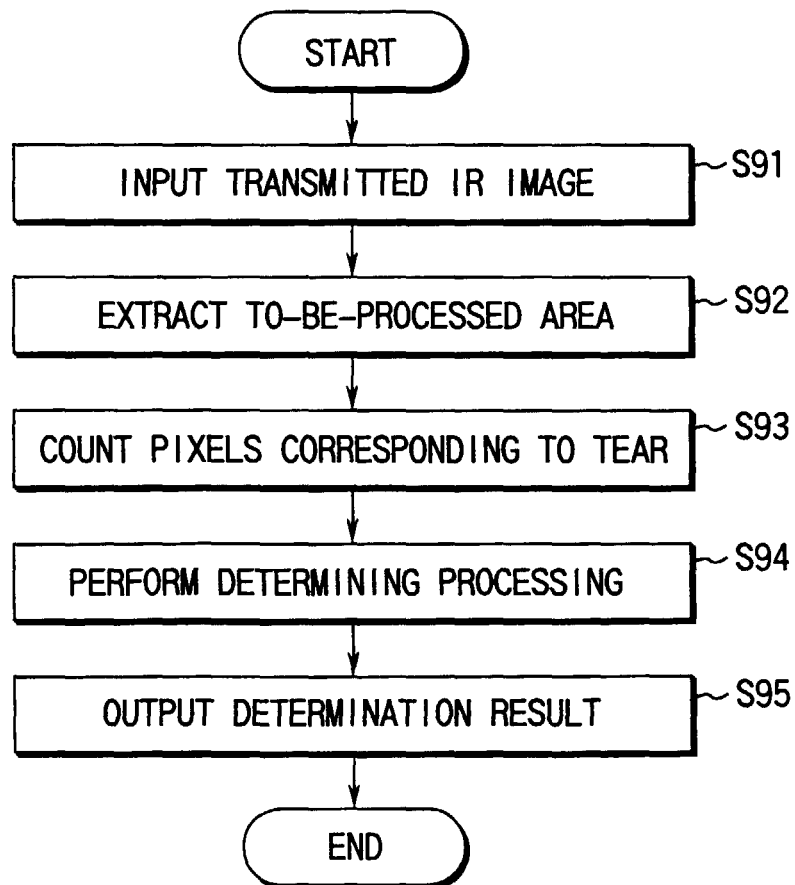 START
INPUT TRANSMITTED IR IMAGE
S91
EXTRACT TO-BE-PROCESSED AREA
S92
COUNT PIXELS CORRESPONDING TO TEAR
S93
PERFORM DETERMINING PROCESSING
S94
OUTPUT DETERMINATION RESULT
S95
END